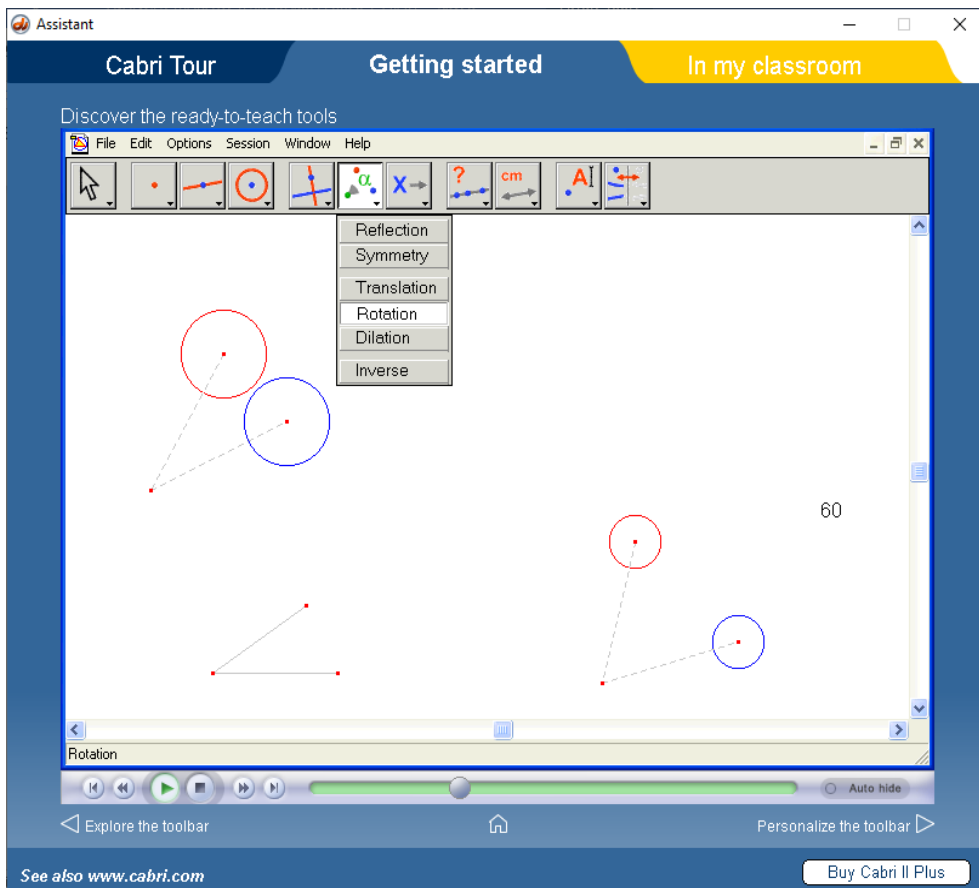 Assistant
Cabri Tour Getting started In my classroom
Discover the ready-to-teach tools
File Edit Options Session Window Help
α X ? cm A
Reflection
Symmetry
Translation
Rotation
Dilation
Inverse
60
Rotation
Auto hide
Explore the toolbar Personalize the toolbar
See also www.cabri.com Buy Cabri II Plus